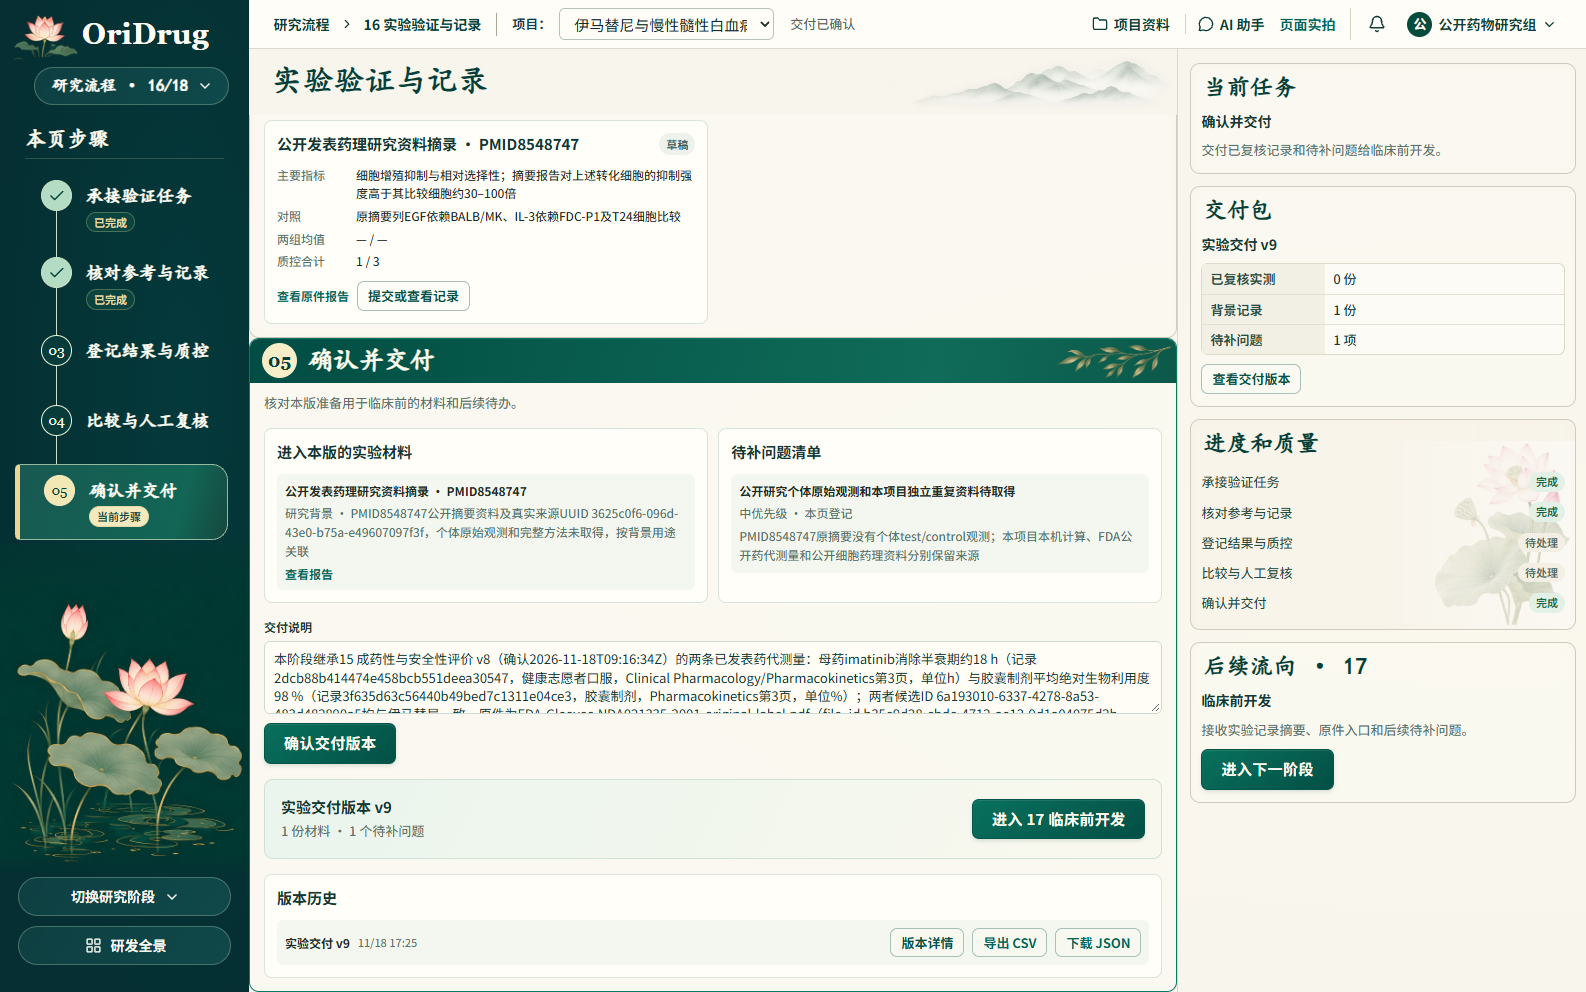 OriDrug
研究流程 • 16/18
本页步骤
承接验证任务
已完成
核对参考与记录
已完成
03 登记结果与质控
04 比较与人工复核
05 确认并交付
当前步骤
切换研究阶段
研发全景
研究流程 > 16 实验验证与记录
项目：
伊马替尼与慢性髓性白血病
交付已确认
项目资料
AI 助手
页面实拍
公 公开药物研究组
实验验证与记录
公开发表药理研究资料摘录 • PMID8548747
草稿
主要指标 细胞增殖抑制与相对选择性；摘要报告对上述转化细胞的抑制强
度高于其比较细胞约30–100倍
对照 原摘要列EGF依赖BALB/MK、IL-3依赖FDC-P1及T24细胞比较
两组均值 — / —
质控合计 1 / 3
查看原件报告 提交或查看记录
05 确认并交付
核对本版准备用于临床前的材料和后续待办。
进入本版的实验材料
公开发表药理研究资料摘录 • PMID8548747
研究背景 • PMID8548747公开摘要资料及真实来源UUID 3625c0f6-096d-
43e0-b75a-e49607097f3f，个体原始观测和完整方法未取得，按背景用途
关联
查看报告
待补问题清单
公开研究个体原始观测和本项目独立重复资料待取得
中优先级 • 本页登记
PMID8548747原摘要没有个体test/control观测；本项目本机计算、FDA公
开药代测量和公开细胞药理资料分别保留来源
交付说明
本阶段继承15 成药性与安全性评价 v8（确认2026-11-18T09:16:34Z）的两条已发表药代测量：母药imatinib消除半衰期约18 h（记录
2dcb88b414474e458bcb551deea30547，健康志愿者口服，Clinical Pharmacology/Pharmacokinetics第3页，单位h）与胶囊制剂平均绝对生物利用度
98 %（记录3f635d63c56440b49bed7c1311e04ce3，胶囊制剂，Pharmacokinetics第3页，单位%）；两者候选ID 6a193010-6337-4278-8a53-
确认交付版本
实验交付版本 v9
1 份材料 • 1 个待补问题
进入 17 临床前开发
版本历史
实验交付 v9 11/18 17:25
版本详情
导出 CSV
下载 JSON
当前任务
确认并交付
交付已复核记录和待补问题给临床前开发。
交付包
实验交付 v9
已复核实测 0 份
背景记录 1 份
待补问题 1 项
查看交付版本
进度和质量
承接验证任务 完成
核对参考与记录 完成
登记结果与质控 待处理
比较与人工复核 待处理
确认并交付 完成
后续流向 • 17
临床前开发
接收实验记录摘要、原件入口和后续待补问题。
进入下一阶段